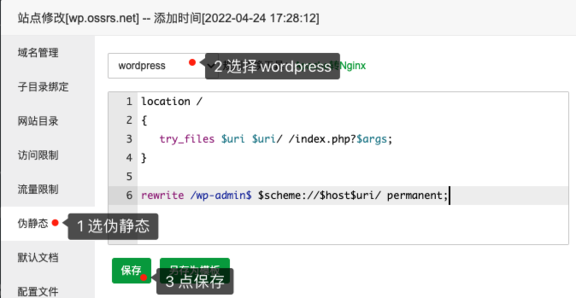 站点修改[wp.ossrs.net] -- 添加时间[2022-04-24 17:28:12]
域名管理
子目录绑定
网站目录
访问限制
流量限制
伪静态
默认文档
配置文件
1 选伪静态
wordpress
2 选择 wordpress
Nginx
1 location /
2 {
3 try_files $uri $uri/ /index.php?$args;
4 }
5
6 rewrite /wp-admin$ $scheme://$host$uri/ permanent;
保存
3 点保存